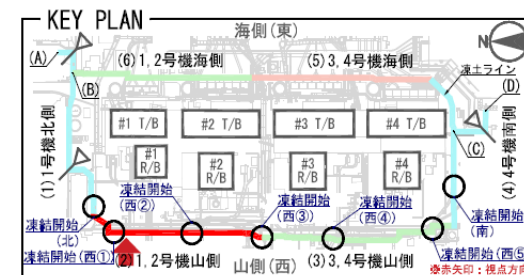 KEY PLAN
海側(東)
N
(A)
(6)1,2号機海側
(5)3,4号機海側
凍土ライン
(B)
(D)
#1 T/B
#2 T/B
#3 T/B
#4 T/B
(C)
(1)1号機北側
(4)4号機南側
#1
R/B
#2
R/B
#3
R/B
#4
R/B
凍結開始
(西②)
凍結開始
(西③)
凍結開始
(西④)
凍結開始
(南)
凍結開始
(北)
凍結開始(西①)
凍結開始(西⑤
(2)1,2号機山側
山側(西)
(3)3,4号機山側
※赤矢印:視点方